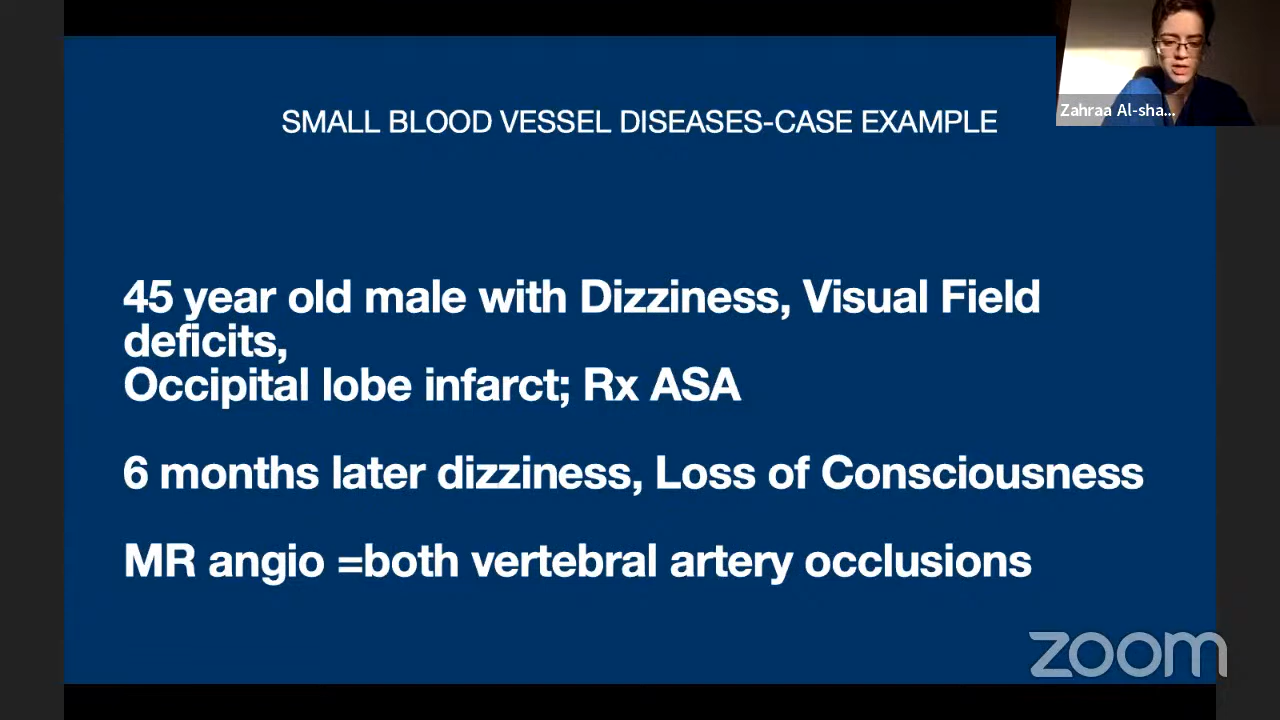 Zahraa Al-sha...
SMALL BLOOD VESSEL DISEASES-CASE EXAMPLE
45 year old male with Dizziness, Visual Field
deficits,
Occipital lobe infarct; Rx ASA
6 months later dizziness, Loss of Consciousness
MR angio =both vertebral artery occlusions
zoom